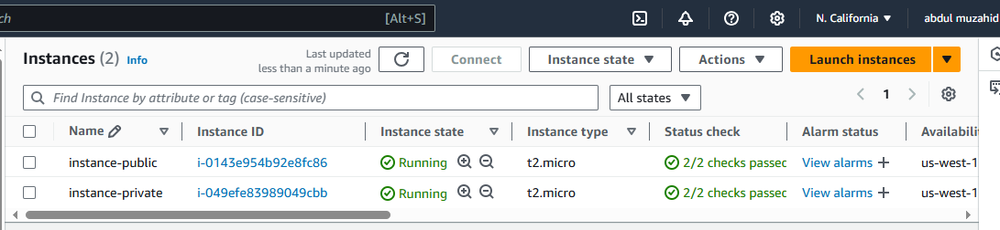 ch [Alt+S] N. California abdul muzahid
Instances (2) Info Last updated less than a minute ago Connect Instance state Actions Launch instances
Find Instance by attribute or tag (case-sensitive) All states 1
Name Instance ID Instance state Instance type Status check Alarm status Availabili
instance-public i-0143e954b92e8fc86 Running t2.micro 2/2 checks passec View alarms + us-west-1
instance-private i-049efe83989049cbb Running t2.micro 2/2 checks passec View alarms + us-west-1